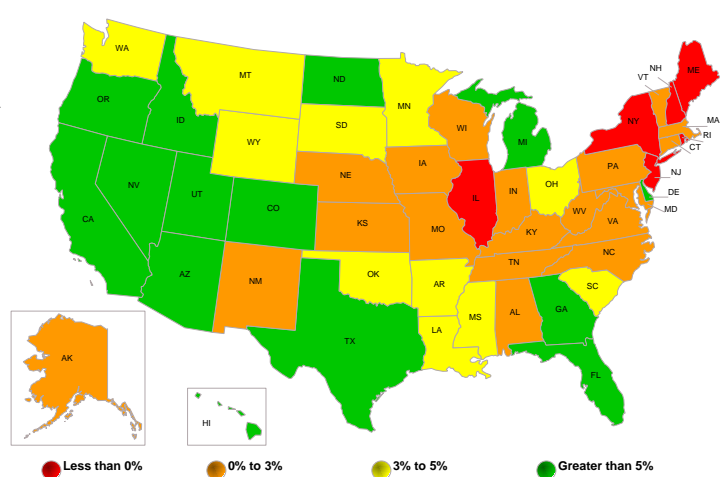 WA
MT
ND
MN
OR
ID
WY
SD
WI
MI
NH
VT
ME
NY
MA
RI
CT
NJ
DE
MD
NV
UT
CO
CA
NE
IA
KS
MO
IL
IN
OH
PA
WV
VA
KY
NC
TN
AZ
NM
OK
AR
SC
MS
AL
GA
LA
TX
FL
AK
HI
Less than 0% 0% to 3% 3% to 5% Greater than 5%